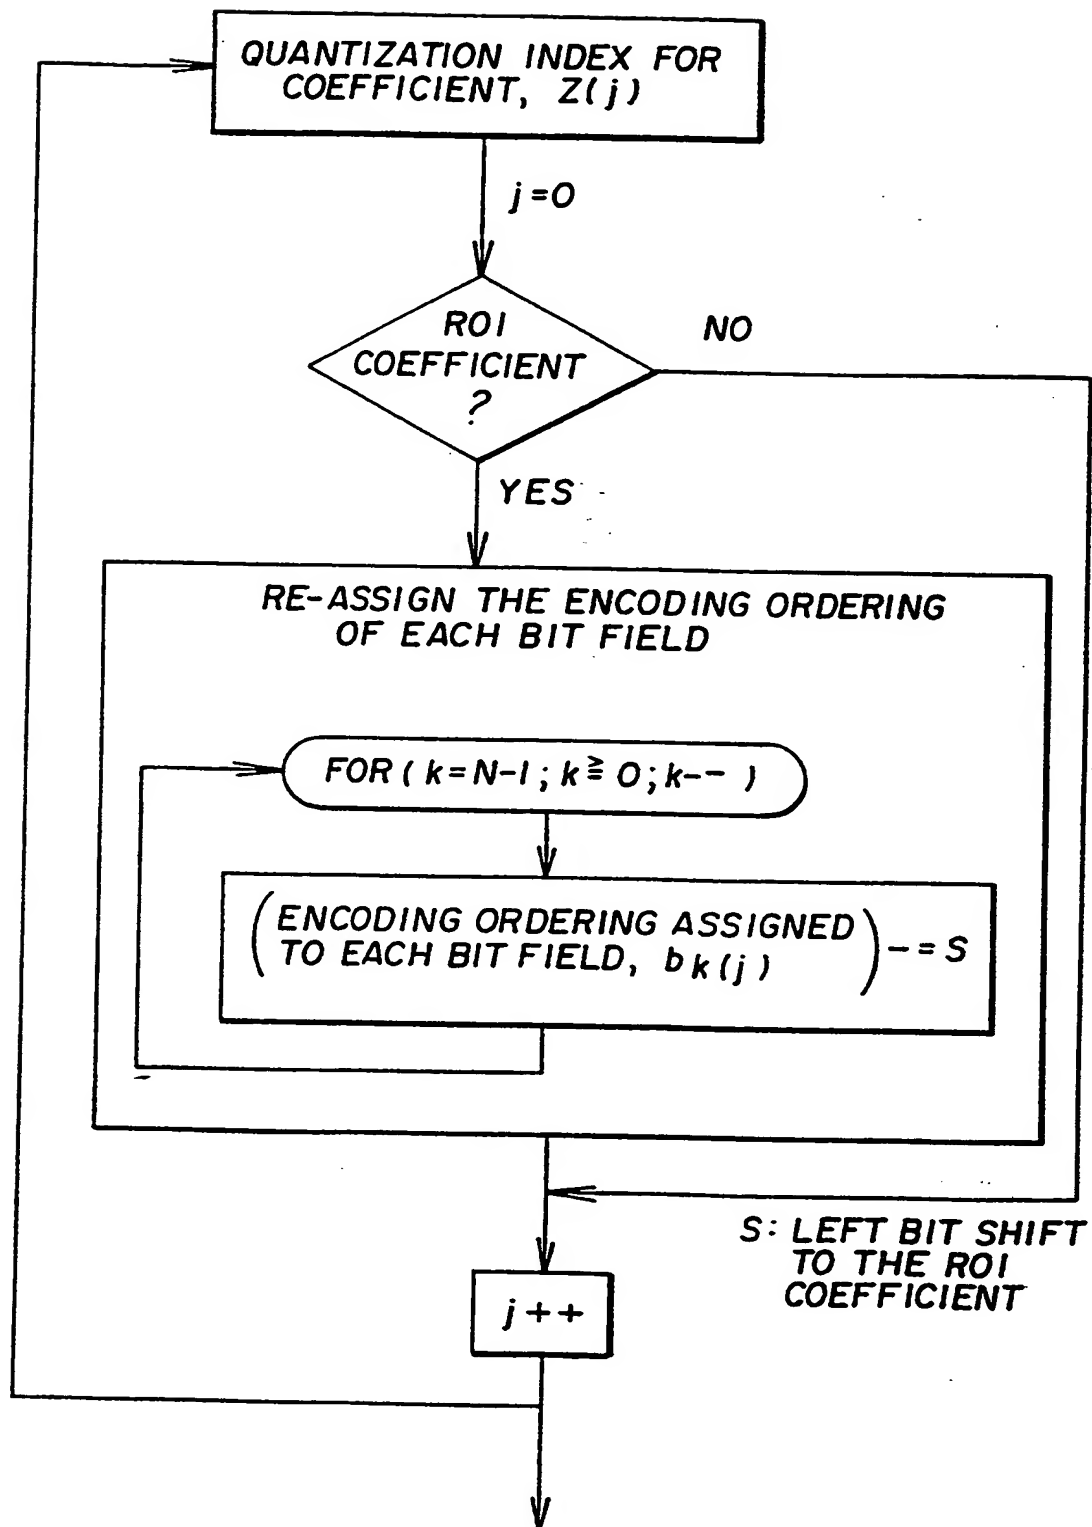 QUANTIZATION INDEX FOR
COEFFICIENT, Z(j)
j=0
ROI
COEFFICIENT
?
NO
YES
RE-ASSIGN THE ENCODING ORDERING
OF EACH BIT FIELD
FOR ( k=N-1 ; k ≧ 0 ; k-- )
(ENCODING ORDERING ASSIGNED
TO EACH BIT FIELD, bk(j)) -= S
S: LEFT BIT SHIFT
TO THE ROI
COEFFICIENT
j++